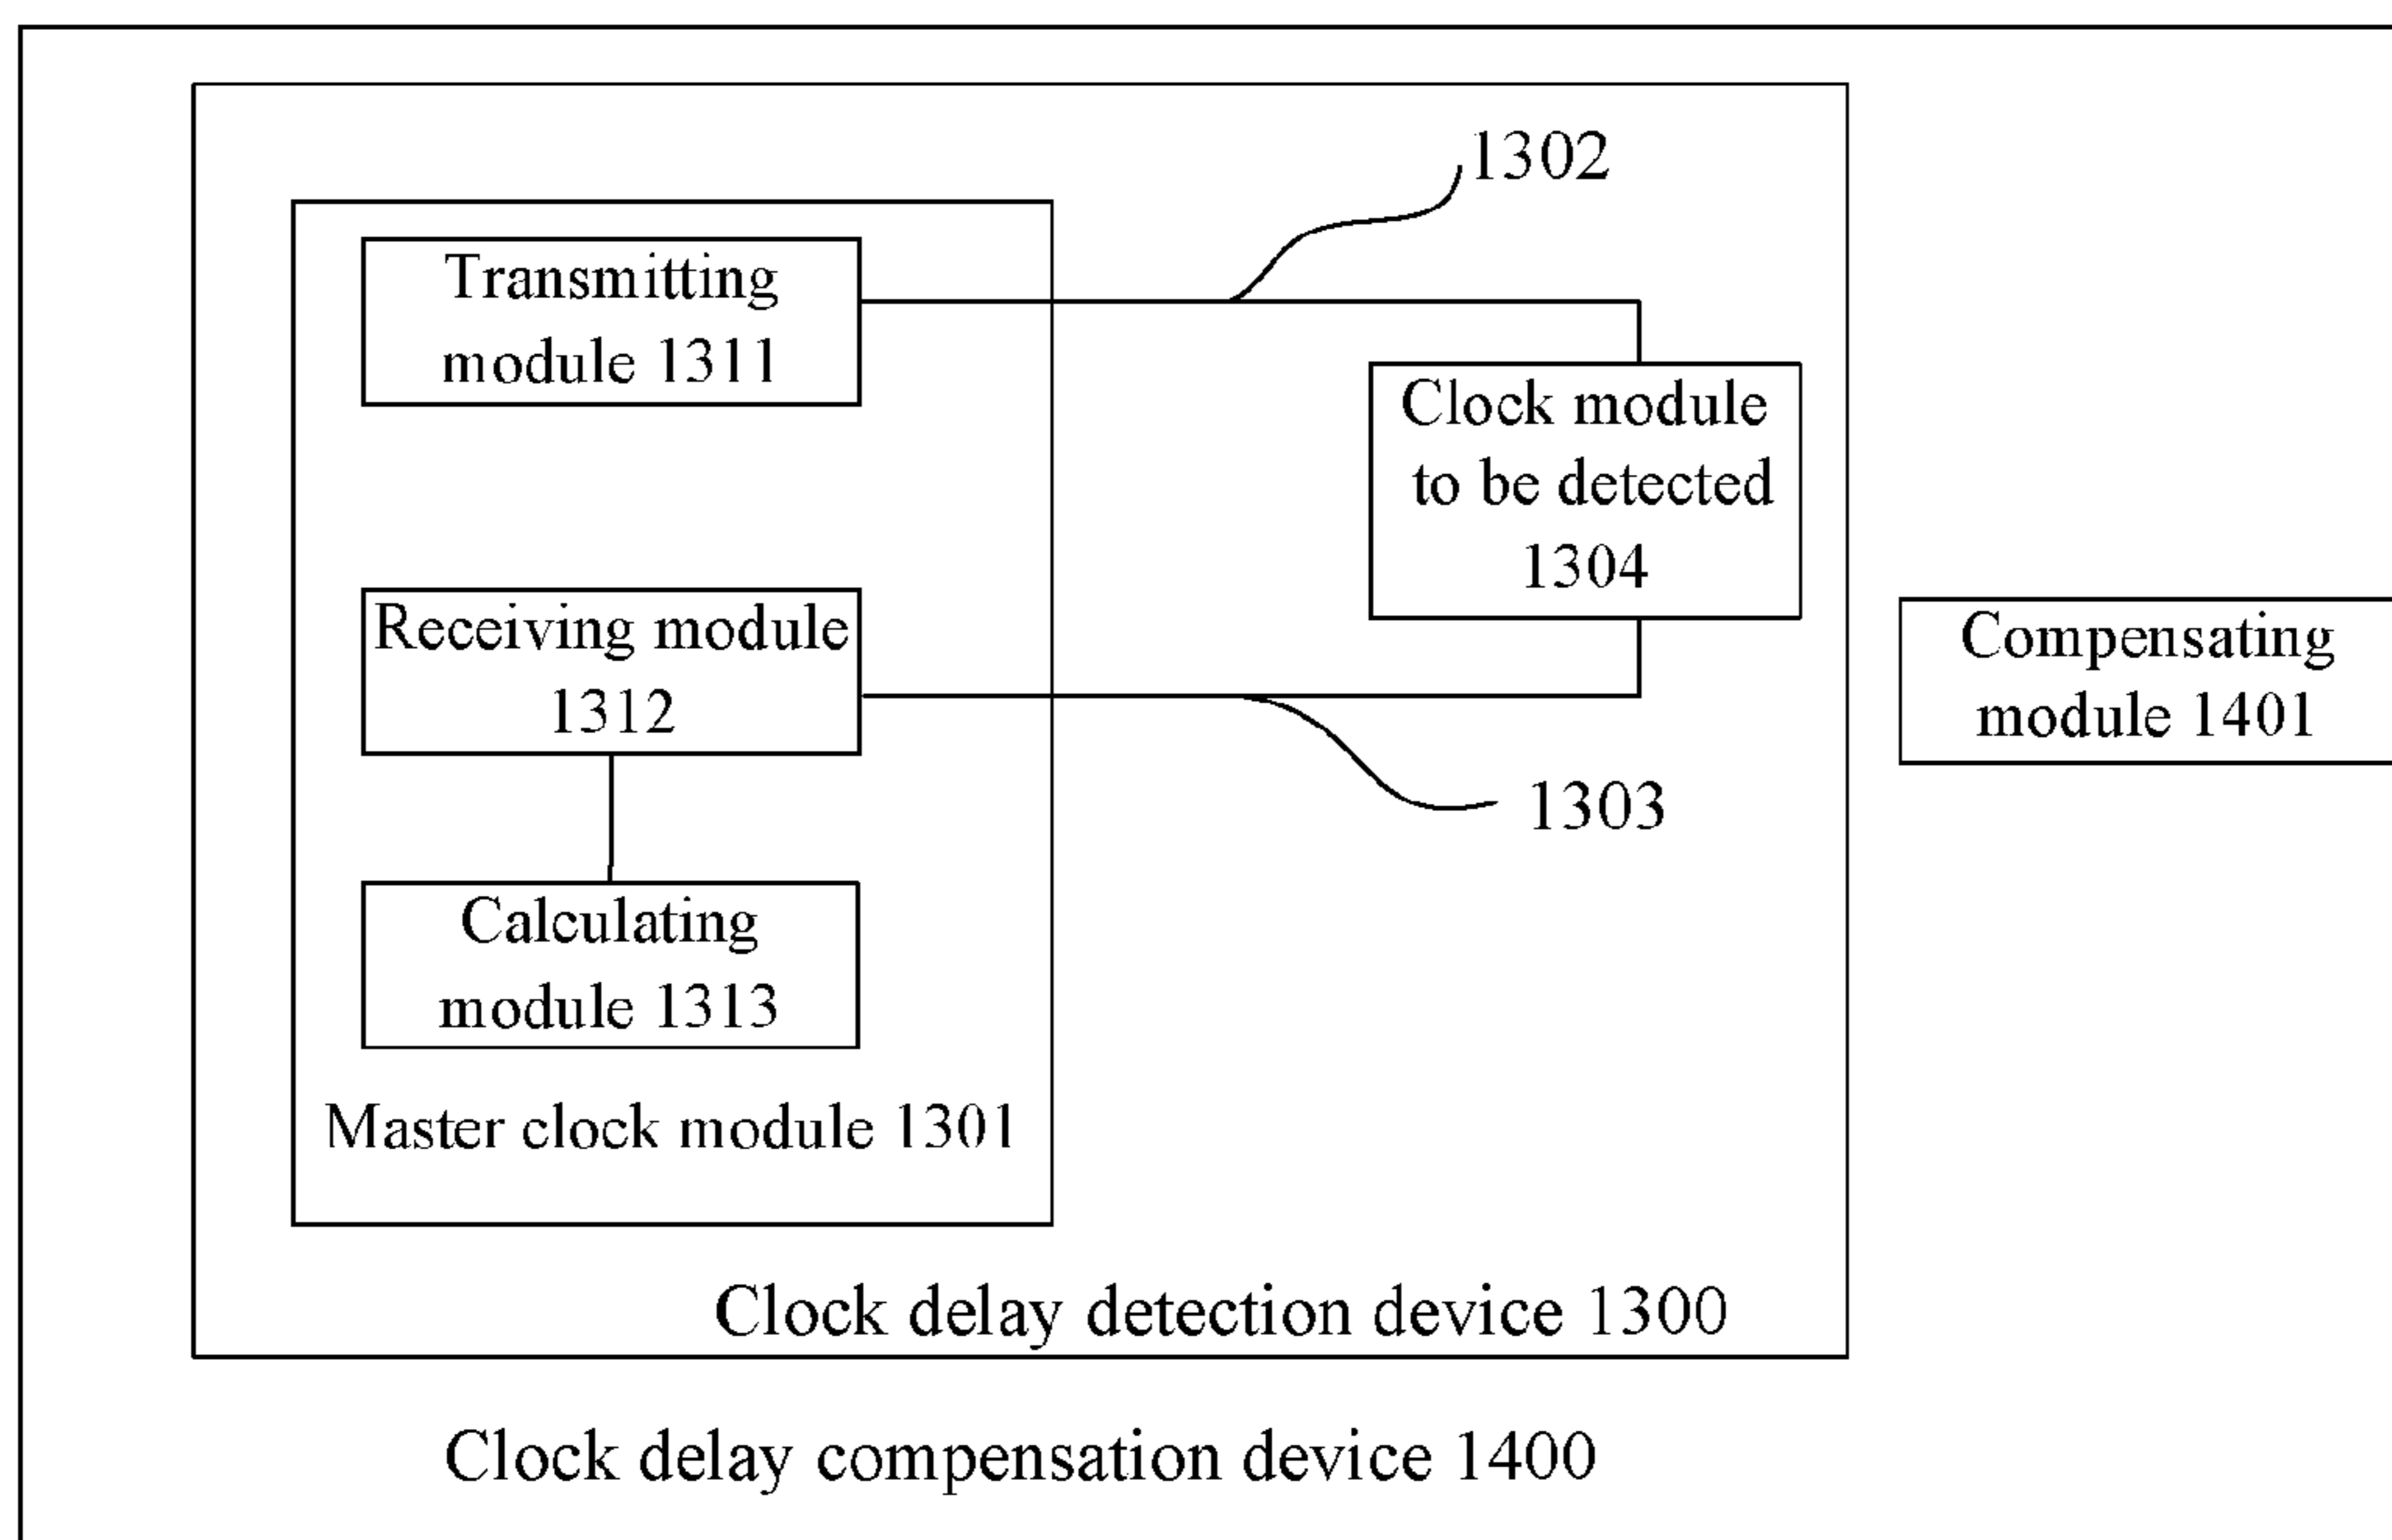 1302
Transmitting
module 1311
Clock module
to be detected
1304
Receiving module
1312
Compensating
module 1401
1303
Calculating
module 1313
Master clock module 1301
Clock delay detection device 1300
Clock delay compensation device 1400